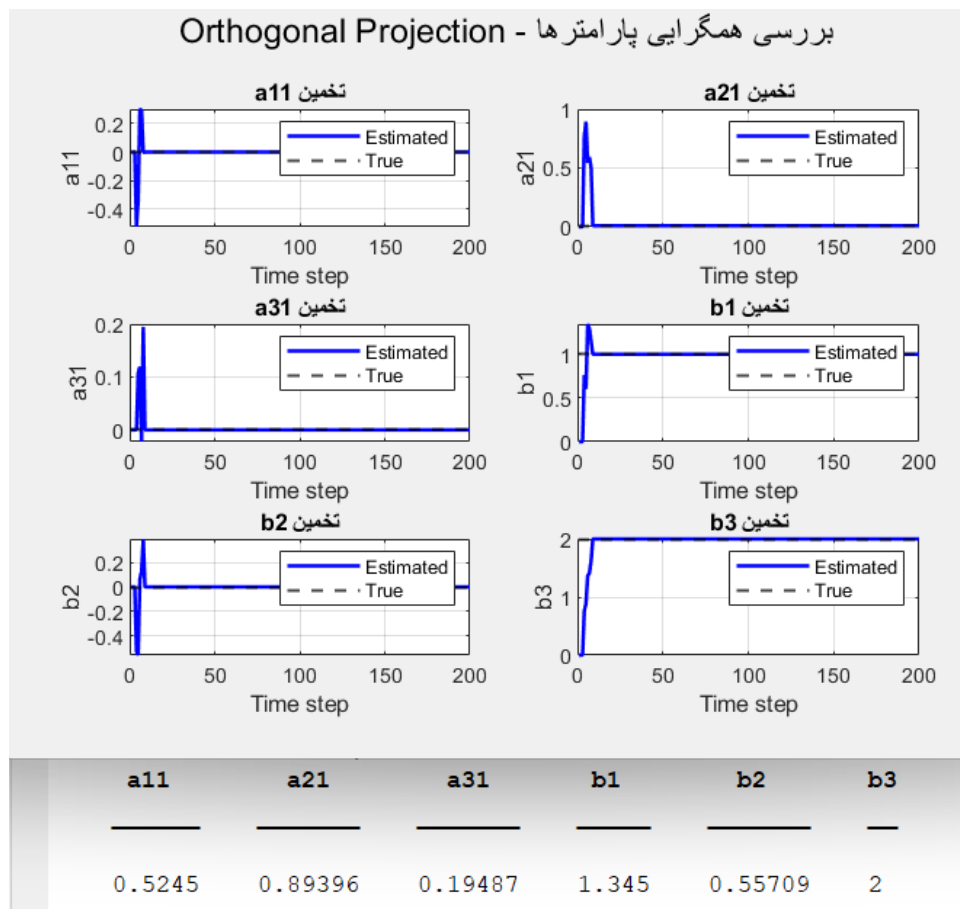 بررسی همگرایی پارامترها - Orthogonal Projection
تخمین a11
0.2
0
-0.2
-0.4
a11
Estimated
True
0 50 100 150 200
Time step
تخمین a21
1
0.5
0
a21
Estimated
True
0 50 100 150 200
Time step
تخمین a31
0.2
0.1
0
a31
Estimated
True
0 50 100 150 200
Time step
تخمین b1
1
0.5
0
b1
Estimated
True
0 50 100 150 200
Time step
تخمین b2
0.2
0
-0.2
-0.4
b2
Estimated
True
0 50 100 150 200
Time step
تخمین b3
2
1
0
b3
Estimated
True
0 50 100 150 200
Time step
a11 a21 a31 b1 b2 b3
0.5245 0.89396 0.19487 1.345 0.55709 2